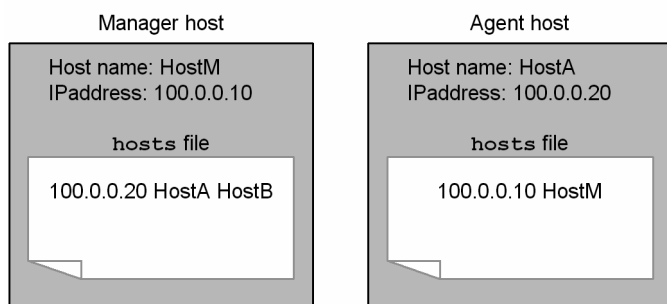 Manager host
Host name: HostM
IPaddress: 100.0.0.10
hosts file
100.0.0.20 HostA HostB
Agent host
Host name: HostA
IPaddress: 100.0.0.20
hosts file
100.0.0.10 HostM